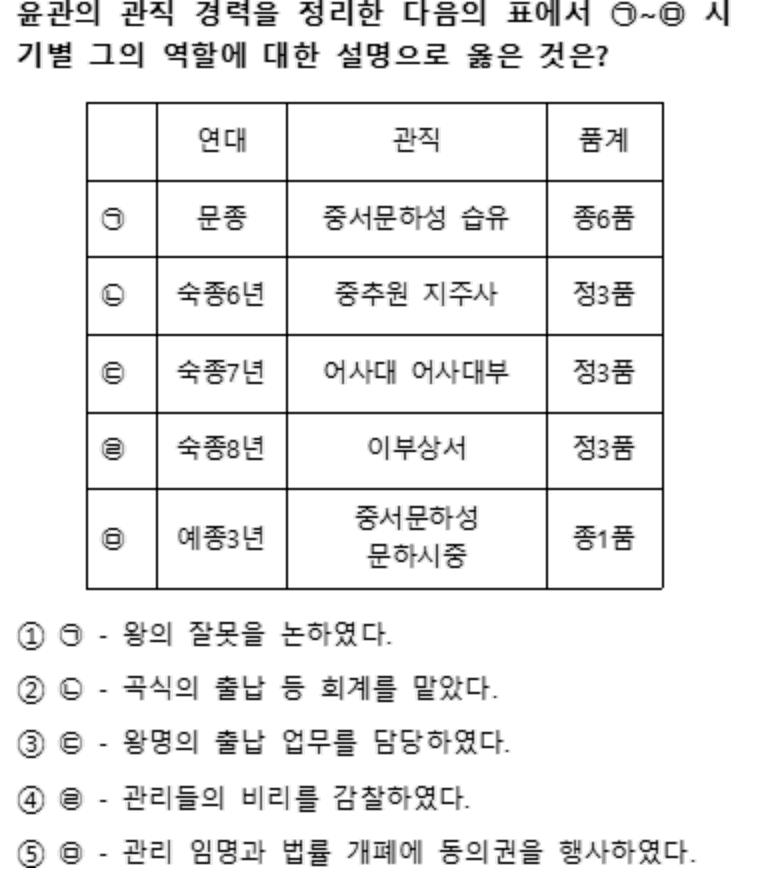 윤관의 관직 경력을 정리한 다음의 표에서 ㉠~㉤ 시
기별 그의 역할에 대한 설명으로 옳은 것은?
연대 관직 품계
㉠ 문종 중서문하성 습유 종6품
㉡ 숙종6년 중추원 지주사 정3품
㉢ 숙종7년 어사대 어사대부 정3품
㉣ 숙종8년 이부상서 정3품
㉤ 예종3년 중서문하성 종1품
문하시중
① ㉠ - 왕의 잘못을 논하였다.
② ㉡ - 곡식의 출납 등 회계를 맡았다.
③ ㉢ - 왕명의 출납 업무를 담당하였다.
④ ㉣ - 관리들의 비리를 감찰하였다.
⑤ ㉤ - 관리 임명과 법률 개폐에 동의권을 행사하였다.